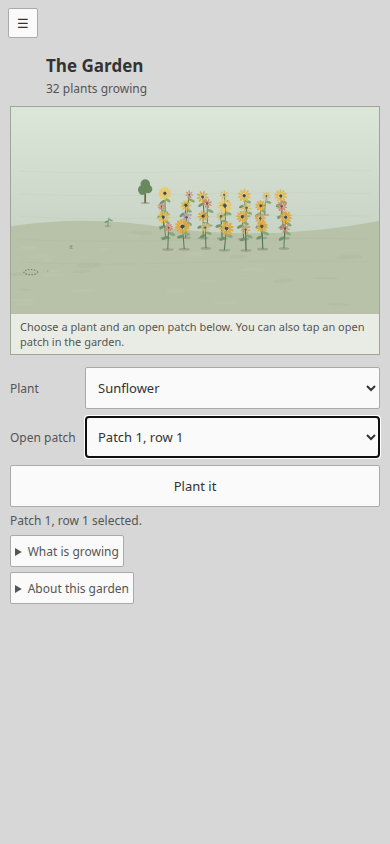 ☰
The Garden
32 plants growing
Choose a plant and an open patch below. You can also tap an open
patch in the garden.
Plant
Sunflower
Open patch
Patch 1, row 1
Plant it
Patch 1, row 1 selected.
▶ What is growing
▶ About this garden